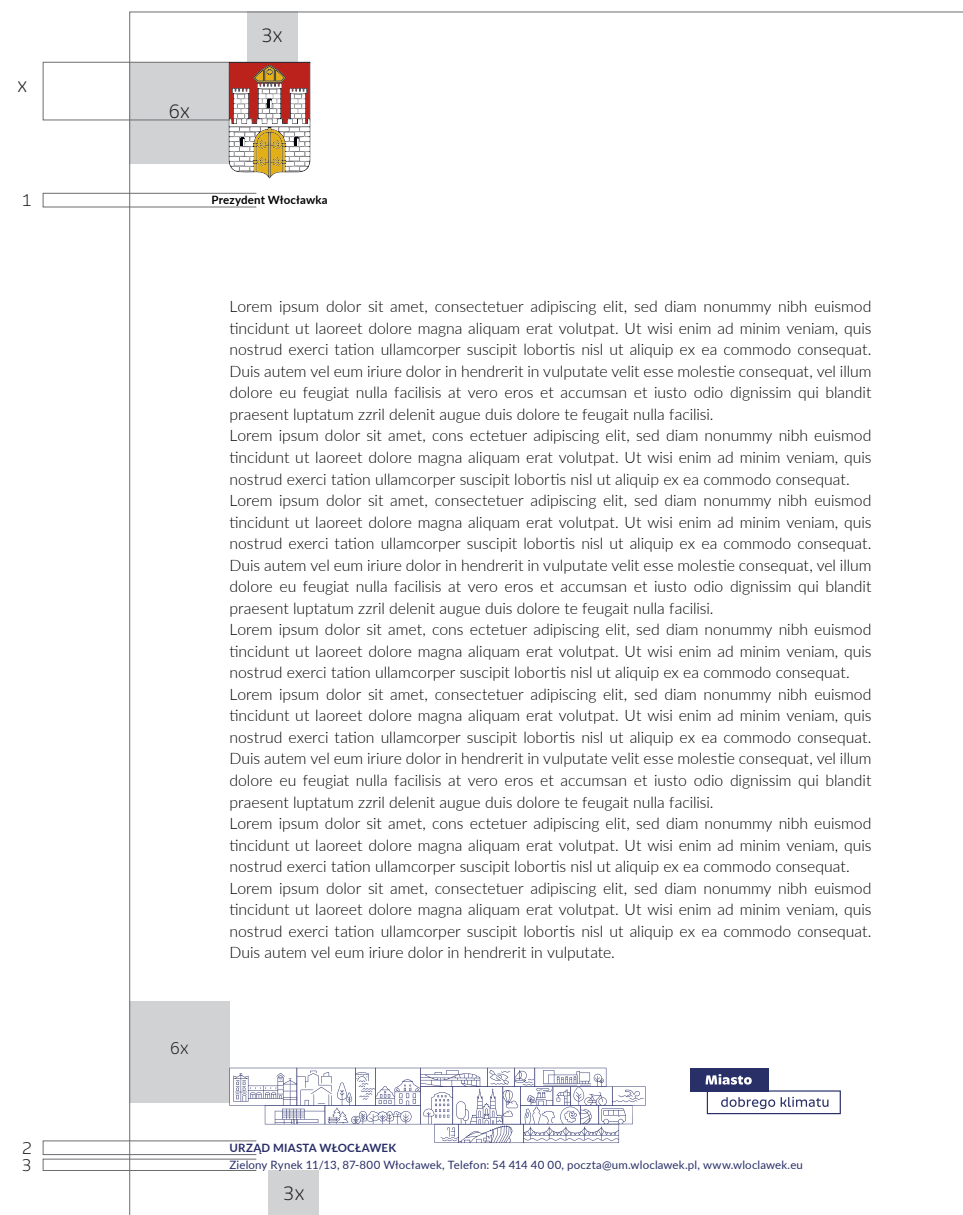 3x
x
6x
1
Prezydent Włocławka
Lorem ipsum dolor sit amet, consectetuer adipiscing elit, sed diam nonummy nibh euismod
tincidunt ut laoreet dolore magna aliquam erat volutpat. Ut wisi enim ad minim veniam, quis
nostrud exerci tation ullamcorper suscipit lobortis nisl ut aliquip ex ea commodo consequat.
Duis autem vel eum iriure dolor in hendrerit in vulputate velit esse molestie consequat, vel illum
dolore eu feugiat nulla facilisis at vero eros et accumsan et iusto odio dignissim qui blandit
praesent luptatum zzril delenit augue duis dolore te feugait nulla facilisi.
Lorem ipsum dolor sit amet, cons ectetuer adipiscing elit, sed diam nonummy nibh euismod
tincidunt ut laoreet dolore magna aliquam erat volutpat. Ut wisi enim ad minim veniam, quis
nostrud exerci tation ullamcorper suscipit lobortis nisl ut aliquip ex ea commodo consequat.
Lorem ipsum dolor sit amet, consectetuer adipiscing elit, sed diam nonummy nibh euismod
tincidunt ut laoreet dolore magna aliquam erat volutpat. Ut wisi enim ad minim veniam, quis
nostrud exerci tation ullamcorper suscipit lobortis nisl ut aliquip ex ea commodo consequat.
Duis autem vel eum iriure dolor in hendrerit in vulputate velit esse molestie consequat, vel illum
dolore eu feugiat nulla facilisis at vero eros et accumsan et iusto odio dignissim qui blandit
praesent luptatum zzril delenit augue duis dolore te feugait nulla facilisi.
Lorem ipsum dolor sit amet, cons ectetuer adipiscing elit, sed diam nonummy nibh euismod
tincidunt ut laoreet dolore magna aliquam erat volutpat. Ut wisi enim ad minim veniam, quis
nostrud exerci tation ullamcorper suscipit lobortis nisl ut aliquip ex ea commodo consequat.
Lorem ipsum dolor sit amet, consectetuer adipiscing elit, sed diam nonummy nibh euismod
tincidunt ut laoreet dolore magna aliquam erat volutpat. Ut wisi enim ad minim veniam, quis
nostrud exerci tation ullamcorper suscipit lobortis nisl ut aliquip ex ea commodo consequat.
Duis autem vel eum iriure dolor in hendrerit in vulputate velit esse molestie consequat, vel illum
dolore eu feugiat nulla facilisis at vero eros et accumsan et iusto odio dignissim qui blandit
praesent luptatum zzril delenit augue duis dolore te feugait nulla facilisi.
Lorem ipsum dolor sit amet, cons ectetuer adipiscing elit, sed diam nonummy nibh euismod
tincidunt ut laoreet dolore magna aliquam erat volutpat. Ut wisi enim ad minim veniam, quis
nostrud exerci tation ullamcorper suscipit lobortis nisl ut aliquip ex ea commodo consequat.
Lorem ipsum dolor sit amet, consectetuer adipiscing elit, sed diam nonummy nibh euismod
tincidunt ut laoreet dolore magna aliquam erat volutpat. Ut wisi enim ad minim veniam, quis
nostrud exerci tation ullamcorper suscipit lobortis nisl ut aliquip ex ea commodo consequat.
Duis autem vel eum iriure dolor in hendrerit in vulputate.
6x
Miasto
dobrego klimatu
2
URZĄD MIASTA WŁOCŁAWEK
3
Zielony Rynek 11/13, 87-800 Włocławek, Telefon: 54 414 40 00, poczta@um.wloclawek.pl, www.wloclawek.eu
3x